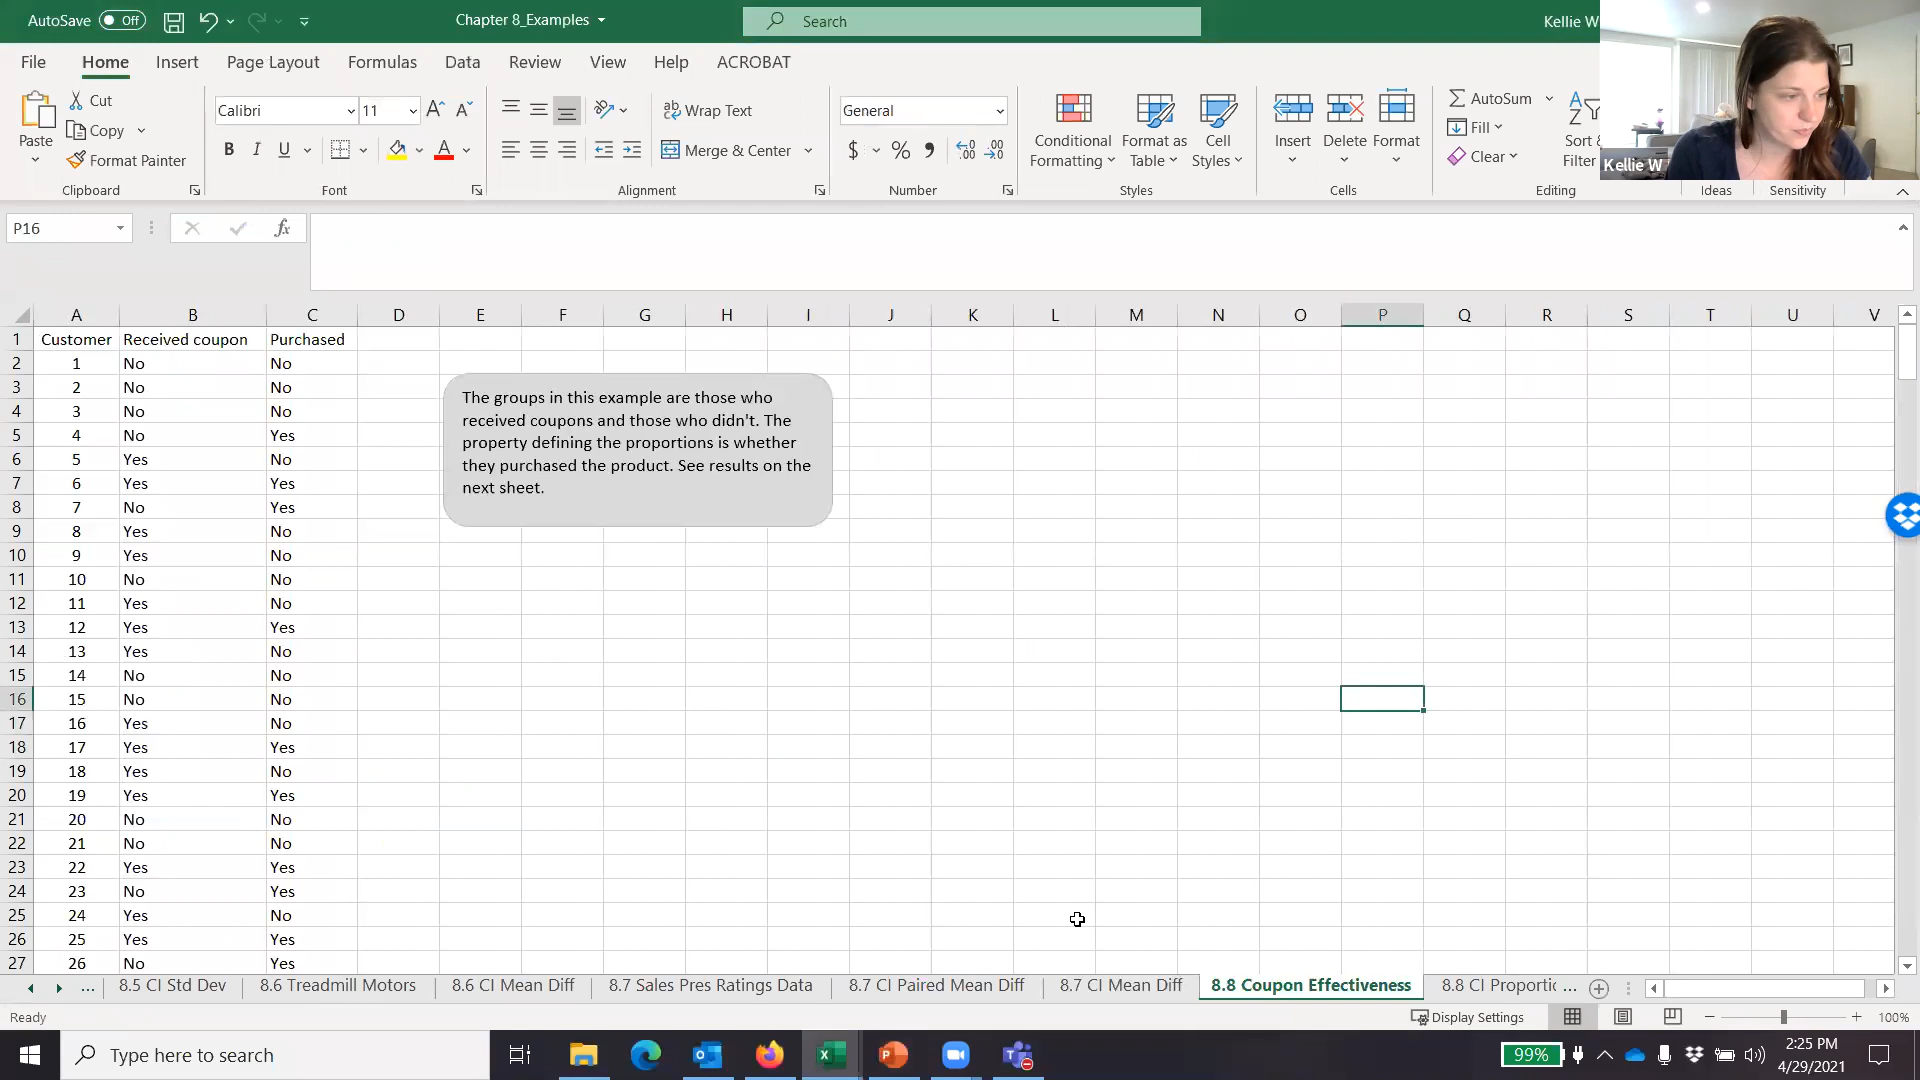 AutoSave Off Chapter 8_Examples Search Kellie W
File Home Insert Page Layout Formulas Data Review View Help ACROBAT
Paste
Cut
Copy
Format Painter
Clipboard
Calibri 11
B I U
Font
Wrap Text
Merge & Center
Alignment
General
$ % 9
Number
Conditional Formatting
Format as Table
Cell Styles
Styles
Insert Delete Format
Cells
AutoSum
Fill
Clear
Sort & Filter
Editing
Kellie W
Ideas
Sensitivity
P16 fx
A B C D E F G H I J K L M N O P Q R S T U V
1 Customer Received coupon Purchased
2 1 No No
3 2 No No
4 3 No No
5 4 No Yes
6 5 Yes No
7 6 Yes Yes
8 7 No Yes
9 8 Yes No
10 9 Yes No
11 10 No No
12 11 Yes No
13 12 Yes Yes
14 13 Yes No
15 14 No No
16 15 No No
17 16 Yes No
18 17 Yes Yes
19 18 Yes No
20 19 Yes Yes
21 20 No No
22 21 No No
23 22 Yes Yes
24 23 No Yes
25 24 Yes No
26 25 Yes Yes
27 26 No Yes
The groups in this example are those who
received coupons and those who didn't. The
property defining the proportions is whether
they purchased the product. See results on the
next sheet.
... 8.5 CI Std Dev 8.6 Treadmill Motors 8.6 CI Mean Diff 8.7 Sales Pres Ratings Data 8.7 CI Paired Mean Diff 8.7 CI Mean Diff 8.8 Coupon Effectiveness 8.8 CI Proportic ...
Ready Display Settings 100%
Type here to search 99% 2:25 PM
4/29/2021